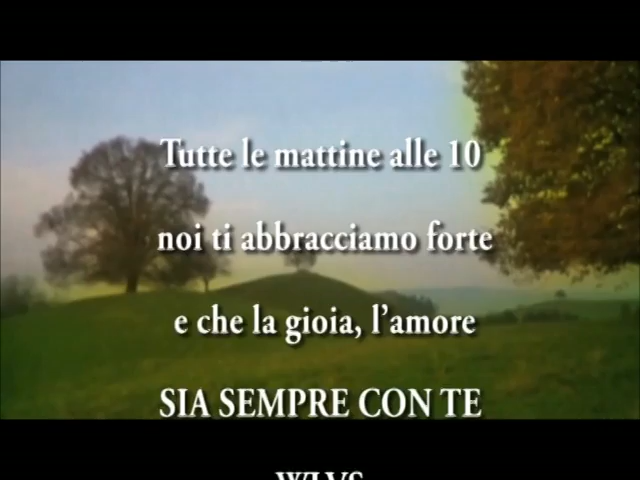 Tutte le mattine alle 10
noi ti abbracciamo forte
e che la gioia, l'amore
SIA SEMPRE CON TE